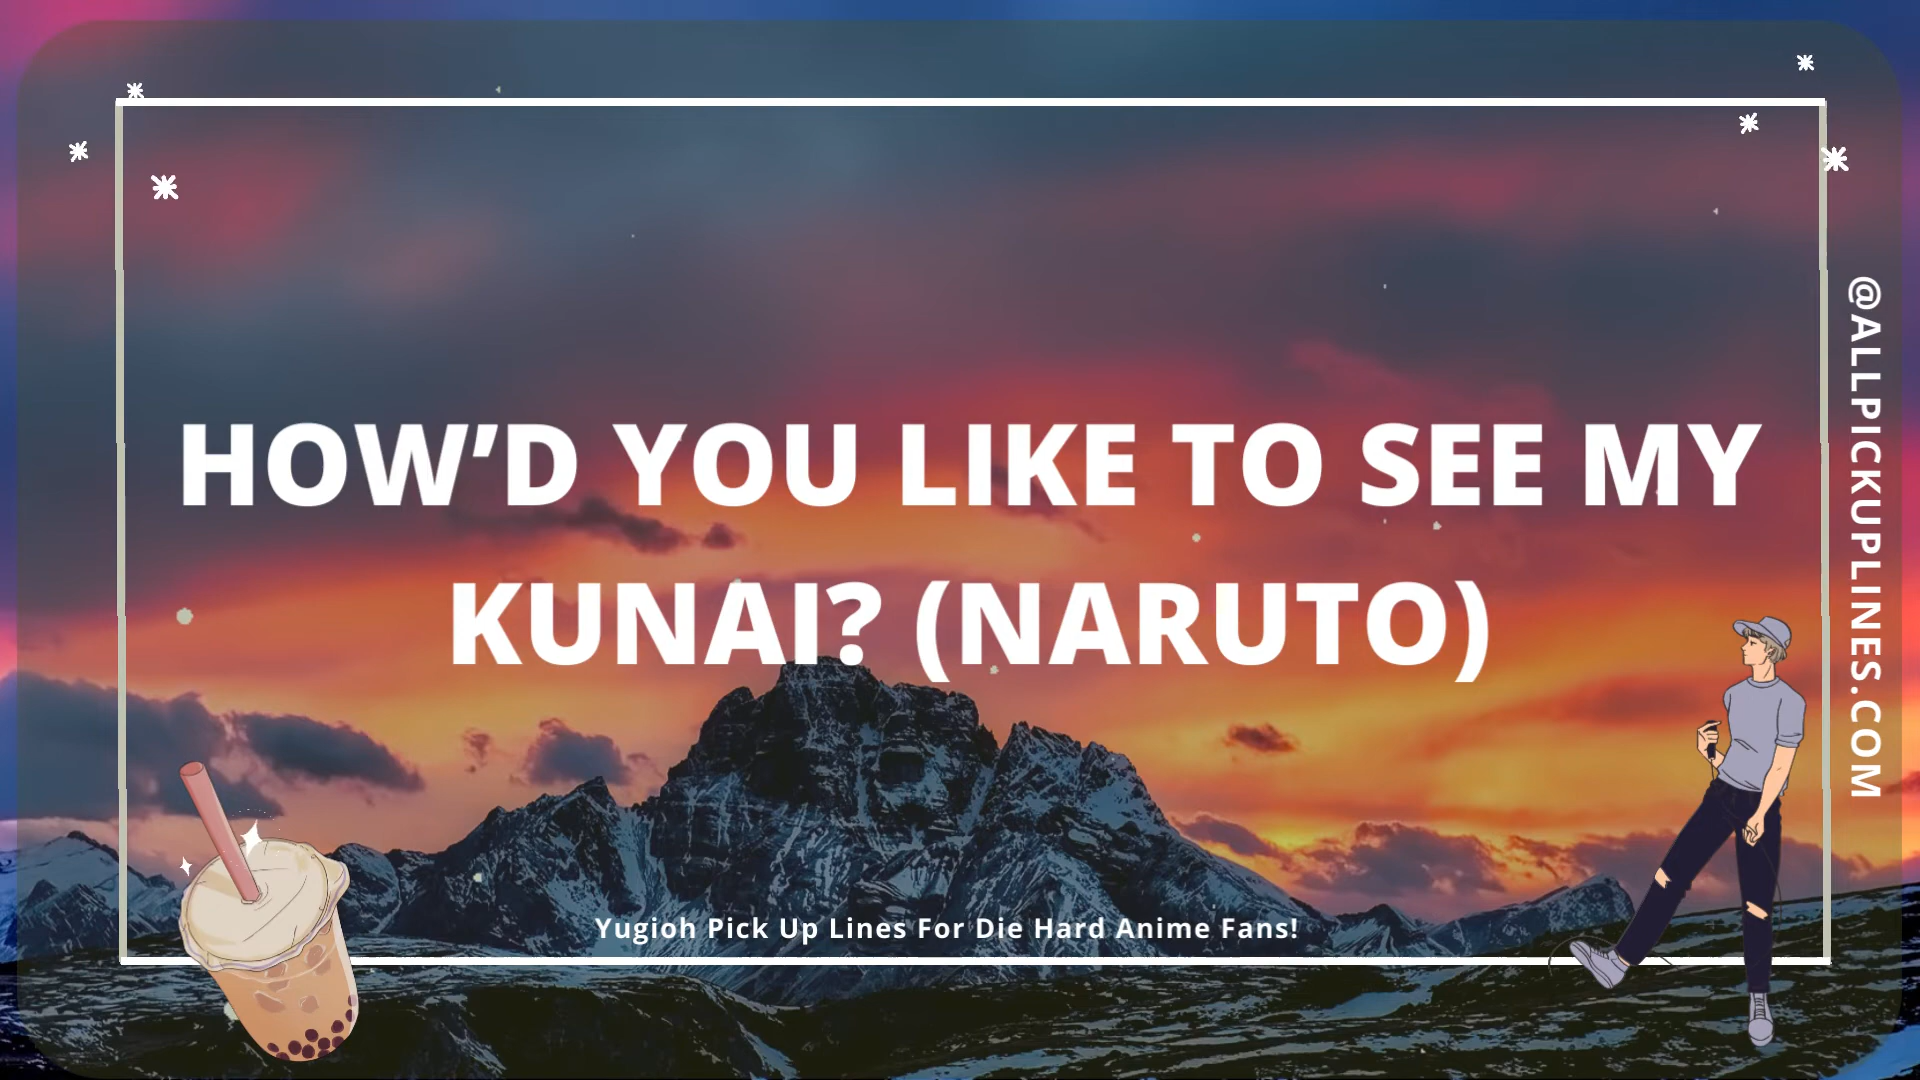 HOW’D YOU LIKE TO SEE MY
KUNAI? (NARUTO)
Yugioh Pick Up Lines For Die Hard Anime Fans!
@ALLPICKUPLINES.COM